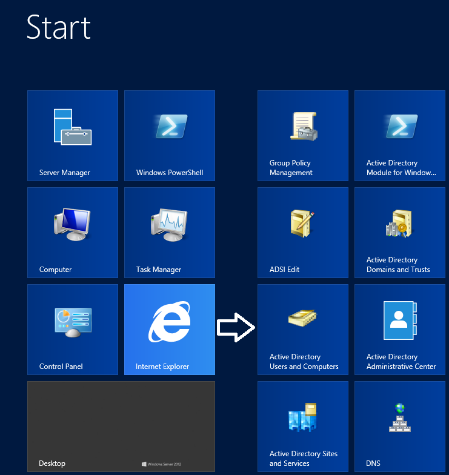 Start
Server Manager
Windows PowerShell
Group Policy
Management
Active Directory
Module for Window...
Computer
Task Manager
ADSI Edit
Active Directory
Domains and Trusts
Control Panel
Internet Explorer
Active Directory
Users and Computers
Active Directory
Administrative Center
Desktop
Active Directory Sites
and Services
DNS